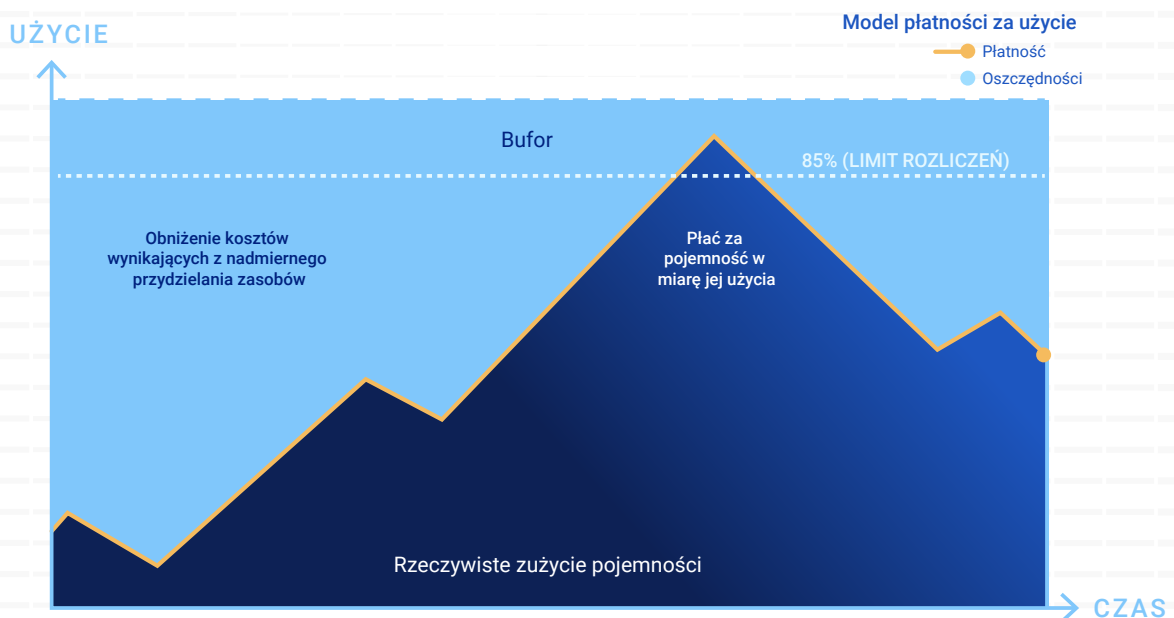 UŻYCIE
Model płatności za użycie
Płatność
Oszczędności
Bufor
85% (LIMIT ROZLICZEŃ)
Obniżenie kosztów
wynikających z nadmiernego
przydzielania zasobów
Płać za
pojemność w
miarę jej użycia
Rzeczywiste zużycie pojemności
CZAS